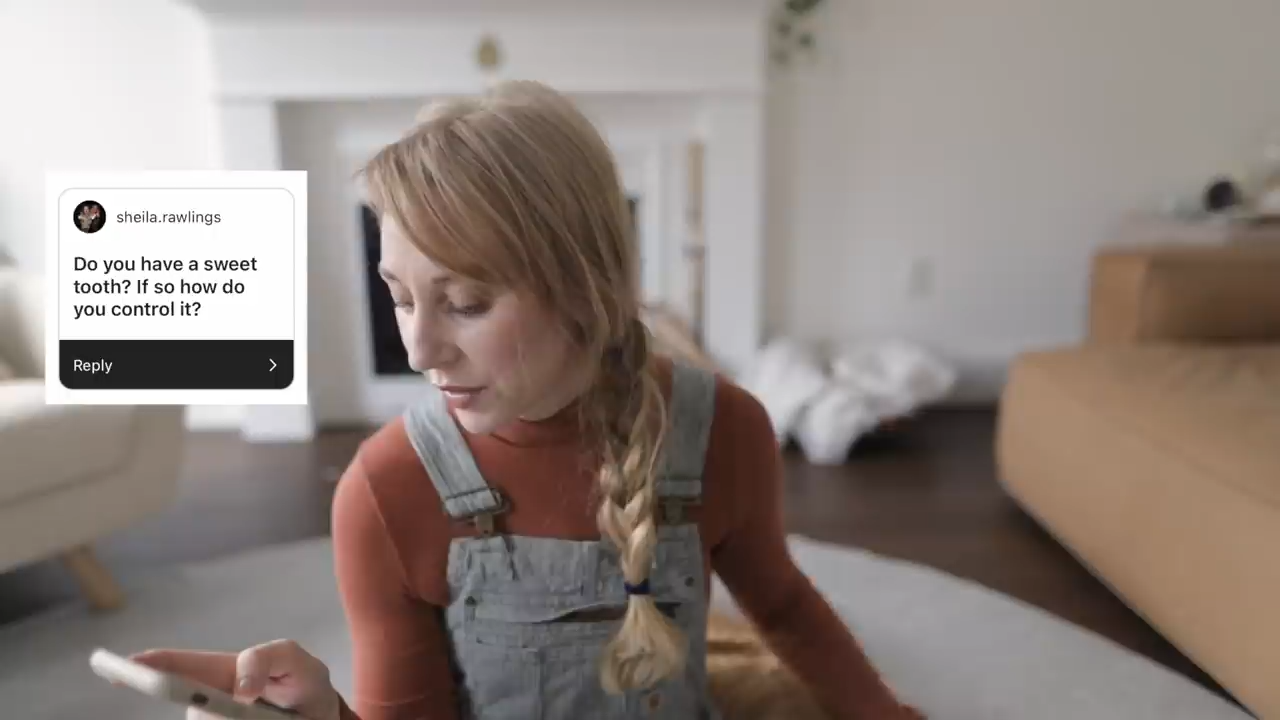 sheila.rawlings
Do you have a sweet
tooth? If so how do
you control it?
Reply